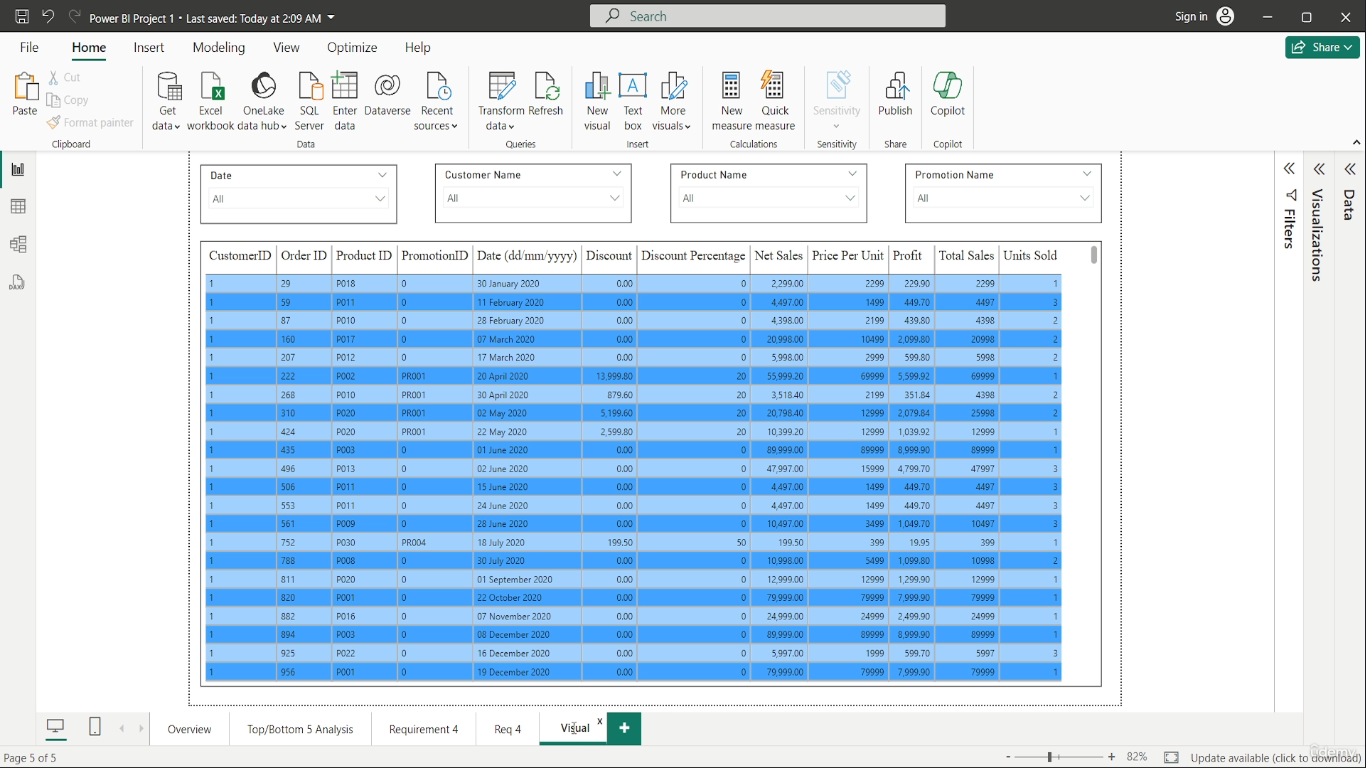 Power BI Project 1 • Last saved: Today at 2:09 AM
Search
Sign in
File Home Insert Modeling View Optimize Help
Share
Paste
Cut
Copy
Format painter
Clipboard
Get data
Excel workbook
OneLake data hub
SQL Server
Enter data
Dataverse
Recent sources
Data
Transform data
Refresh
Queries
New visual
Text box
More visuals
Insert
New measure
Quick measure
Calculations
Sensitivity
Sensitivity
Publish
Share
Copilot
Copilot
Date
All
Customer Name
All
Product Name
All
Promotion Name
All
Filters
Visualizations
Data
CustomerID Order ID Product ID PromotionID Date (dd/mm/yyyy) Discount Discount Percentage Net Sales Price Per Unit Profit Total Sales Units Sold
1 29 P018 0 30 January 2020 0.00 0 2,299.00 2299 229.90 2299 1
1 59 P011 0 11 February 2020 0.00 0 4,497.00 1499 449.70 4497 3
1 87 P010 0 28 February 2020 0.00 0 4,398.00 2199 439.80 4398 2
1 160 P017 0 07 March 2020 0.00 0 20,998.00 10499 2,099.80 20998 2
1 207 P012 0 17 March 2020 0.00 0 5,998.00 2999 599.80 5998 2
1 222 P002 PR001 20 April 2020 13,999.80 20 55,999.20 69999 5,599.92 69999 1
1 268 P010 PR001 30 April 2020 879.60 20 3,518.40 2199 351.84 4398 2
1 310 P020 PR001 02 May 2020 5,199.60 20 20,798.40 12999 2,079.84 25998 2
1 424 P020 PR001 22 May 2020 2,599.80 20 10,399.20 12999 1,039.92 12999 1
1 435 P003 0 01 June 2020 0.00 0 89,999.00 89999 8,999.90 89999 1
1 496 P013 0 02 June 2020 0.00 0 47,997.00 15999 4,799.70 47997 3
1 506 P011 0 15 June 2020 0.00 0 4,497.00 1499 449.70 4497 3
1 553 P011 0 24 June 2020 0.00 0 4,497.00 1499 449.70 4497 3
1 561 P009 0 28 June 2020 0.00 0 10,497.00 3499 1,049.70 10497 3
1 752 P030 PR004 18 July 2020 199.50 50 199.50 399 19.95 399 1
1 788 P008 0 30 July 2020 0.00 0 10,998.00 5499 1,099.80 10998 2
1 811 P020 0 01 September 2020 0.00 0 12,999.00 12999 1,299.90 12999 1
1 820 P001 0 22 October 2020 0.00 0 79,999.00 79999 7,999.90 79999 1
1 882 P016 0 07 November 2020 0.00 0 24,999.00 24999 2,499.90 24999 1
1 894 P003 0 08 December 2020 0.00 0 89,999.00 89999 8,999.90 89999 1
1 925 P022 0 16 December 2020 0.00 0 5,997.00 1999 599.70 5997 3
1 956 P001 0 19 December 2020 0.00 0 79,999.00 79999 7,999.90 79999 1
Overview Top/Bottom 5 Analysis Requirement 4 Req 4 Visual
Page 5 of 5
82%
Update available (click to download)
Udemy